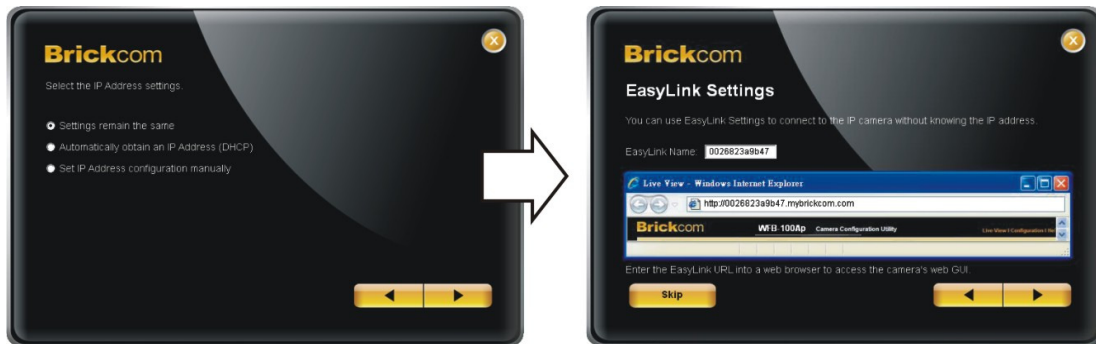 Brickcom
Select the IP Address settings.
Settings remain the same
Automatically obtain an IP Address (DHCP)
Set IP Address configuration manually
Brickcom
EasyLink Settings
You can use EasyLink Settings to connect to the IP camera without knowing the IP address.
EasyLink Name: 0026823a9b47
Live View - Windows Internet Explorer
http://0026823a9b47.mybrickcom.com
Brickcom WFB-100Ap Camera Configuration Utility Live View | Configuration |
Enter the EasyLink URL into a web browser to access the camera's web GUI.
Skip